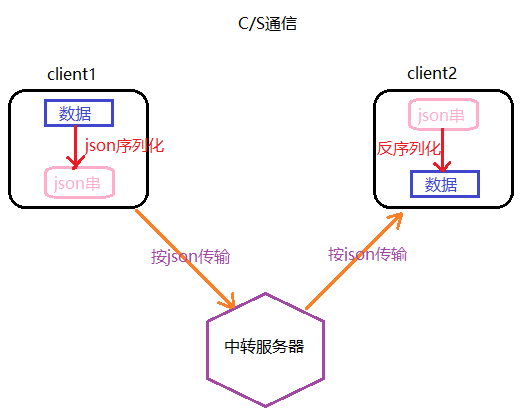 C/S通信
client1
数据
json序列化
json串
client2
json串
反序列化
数据
按json传输
按json传输
中转服务器